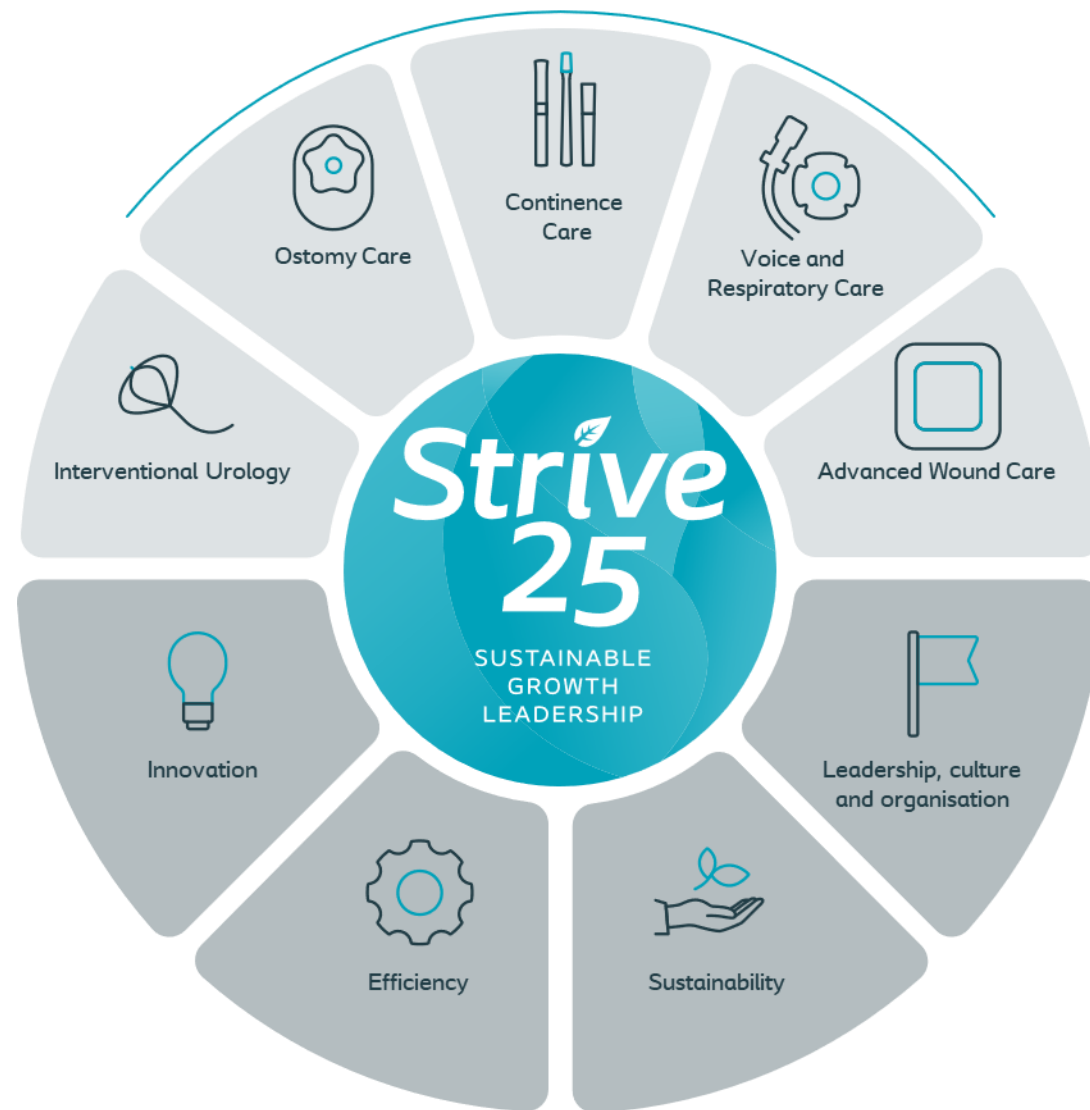 Continence
Care
Ostomy Care
Voice and
Respiratory Care
Interventional Urology
Advanced Wound Care
Strive
25
SUSTAINABLE
GROWTH
LEADERSHIP
Innovation
Leadership, culture
and organisation
Efficiency
Sustainability